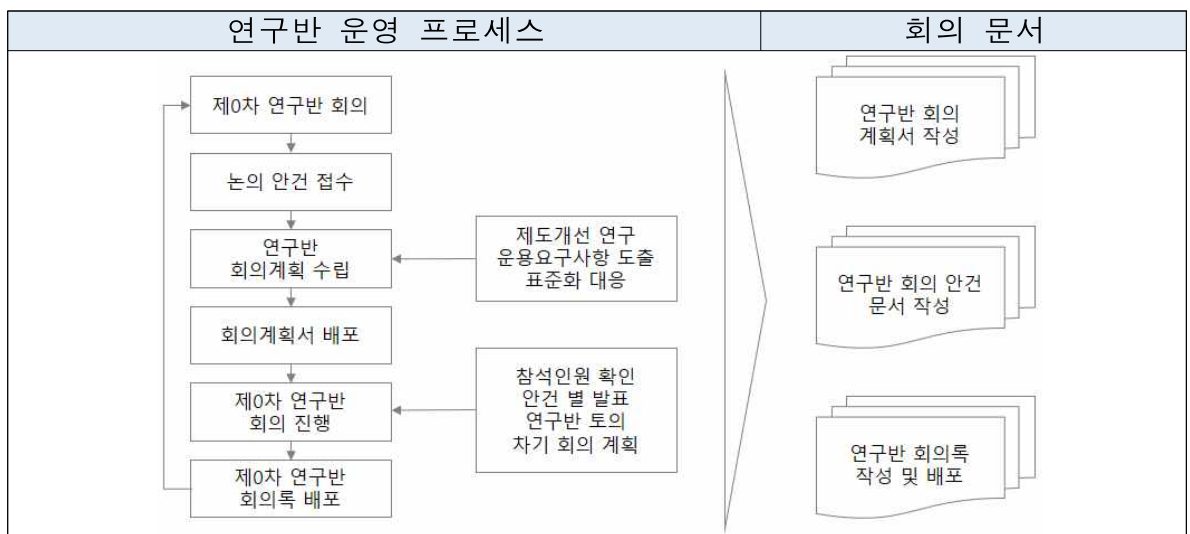 연구반 운영 프로세스
회의 문서
제0차 연구반 회의
논의 안건 접수
연구반
회의계획 수립
회의계획서 배포
제0차 연구반
회의 진행
제0차 연구반
회의록 배포
제도개선 연구
운용요구사항 도출
표준화 대응
참석인원 확인
안건 별 발표
연구반 토의
차기 회의 계획
연구반 회의
계획서 작성
연구반 회의 안건
문서 작성
연구반 회의록
작성 및 배포